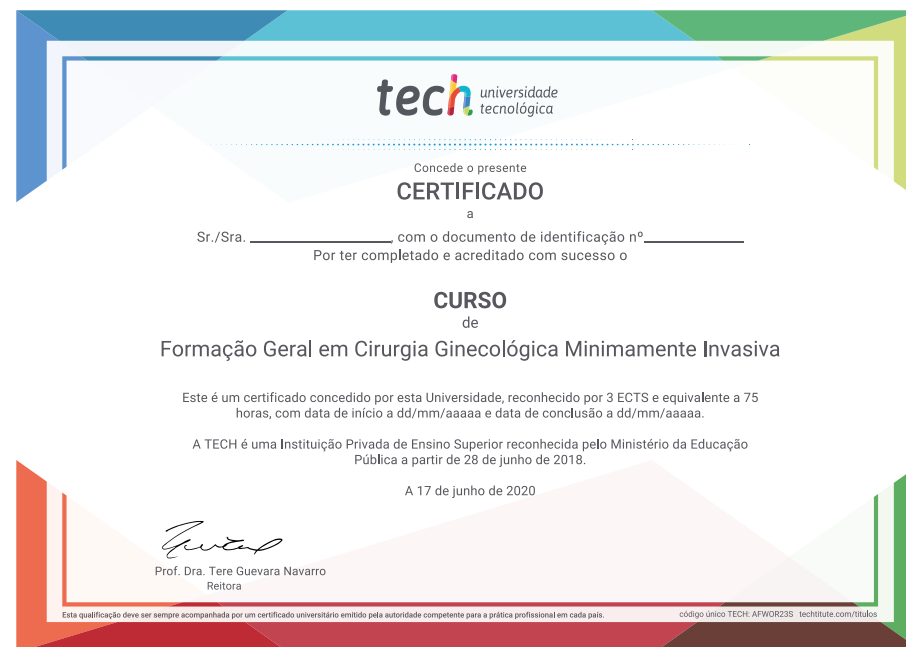 tech universidade
tecnológica
Concede o presente
CERTIFICADO
a
Sr./Sra. ____________________, com o documento de identificação nº______________
Por ter completado e acreditado com sucesso o
CURSO
de
Formação Geral em Cirurgia Ginecológica Minimamente Invasiva
Este é um certificado concedido por esta Universidade, reconhecido por 3 ECTS e equivalente a 75
horas, com data de início a dd/mm/aaaaa e data de conclusão a dd/mm/aaaaa.
A TECH é uma Instituição Privada de Ensino Superior reconhecida pelo Ministério da Educação
Pública a partir de 28 de junho de 2018.
A 17 de junho de 2020
Prof. Dra. Tere Guevara Navarro
Reitora
Esta qualificação deve ser sempre acompanhada por um certificado universitário emitido pela autoridade competente para a prática profissional em cada país.
código único TECH: AFWOR23S techtitute.com/titulos